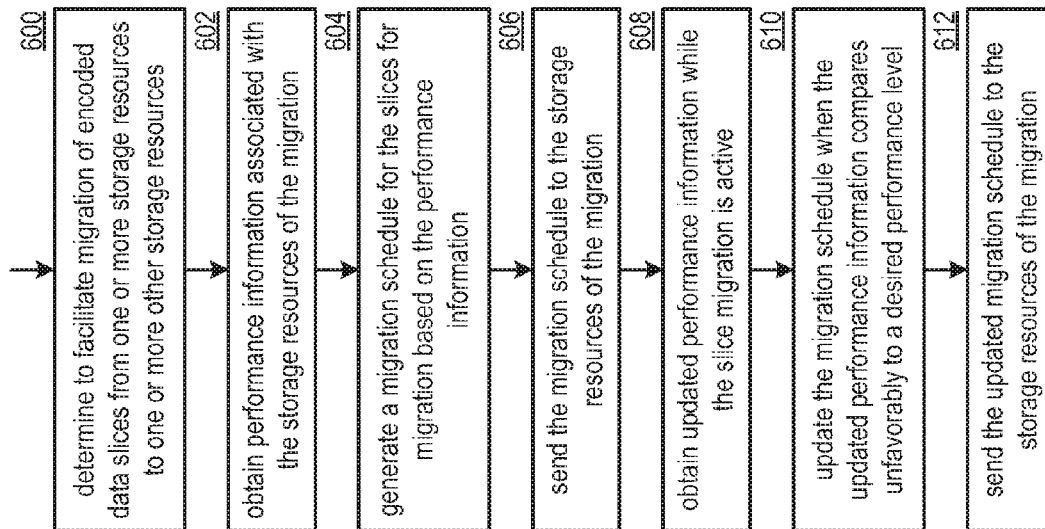 600
determine to facilitate migration of encoded
data slices from one or more storage resources
to one or more other storage resources
602
obtain performance information associated with
the storage resources of the migration
604
generate a migration schedule for the slices for
migration based on the performance
information
606
send the migration schedule to the storage
resources of the migration
608
obtain updated performance information while
the slice migration is active
610
update the migration schedule when the
updated performance information compares
unfavorably to a desired performance level
612
send the updated migration schedule to the
storage resources of the migration